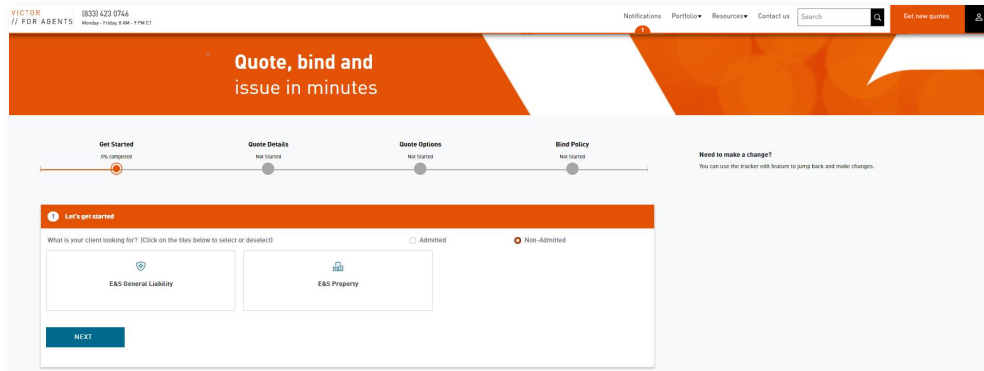 VICTOR
// FOR AGENTS
(833) 423 0746
Monday - Friday, 8 AM - 9 PM ET
Notifications
1
Portfolio▾
Resources▾
Contact us
Search
Get new quotes
Quote, bind and
issue in minutes
Get Started
0% completed
Quote Details
Not Started
Quote Options
Not Started
Bind Policy
Not Started
Need to make a change?
You can use the tracker edit feature to jump back and make changes.
1 Let's get started
What is your client looking for? (Click on the tiles below to select or deselect)
Admitted
Non-Admitted
E&S General Liability
E&S Property
NEXT